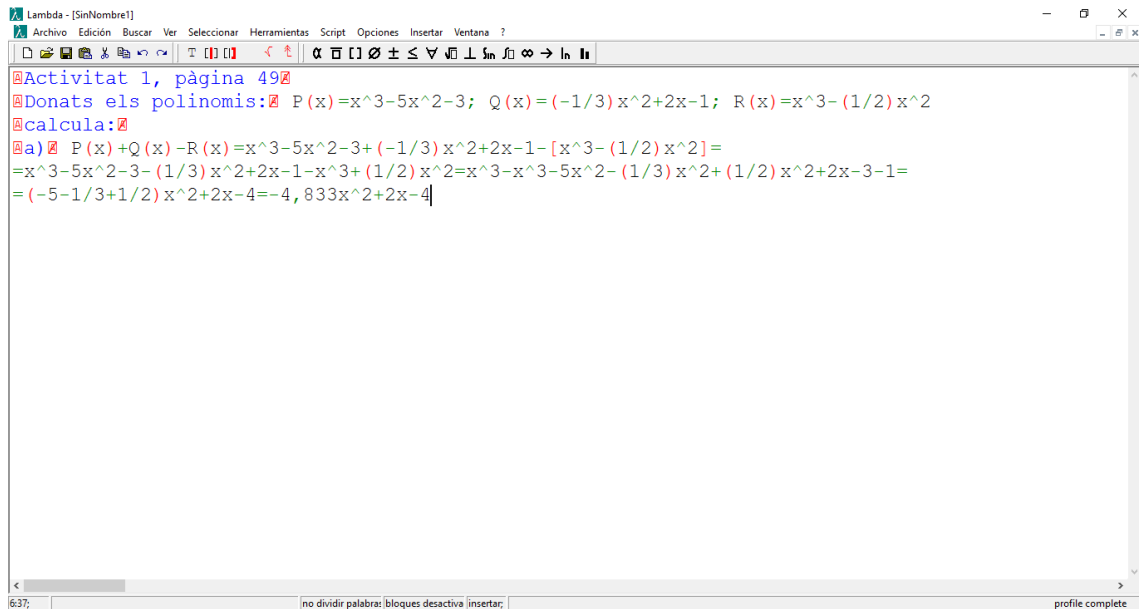 Lambda - [SinNombre1]
Archivo Edición Buscar Ver Seleccionar Herramientas Script Opciones Insertar Ventana ?
Activitat 1, pàgina 49
Donats els polinomis: P(x)=x^3-5x^2-3; Q(x)=(-1/3)x^2+2x-1; R(x)=x^3-(1/2)x^2
calcula:
a) P(x)+Q(x)-R(x)=x^3-5x^2-3+(-1/3)x^2+2x-1-[x^3-(1/2)x^2]=
=x^3-5x^2-3-(1/3)x^2+2x-1-x^3+(1/2)x^2=x^3-x^3-5x^2-(1/3)x^2+(1/2)x^2+2x-3-1=
=(-5-1/3+1/2)x^2+2x-4=-4,833x^2+2x-4
6:37; no dividir palabras bloques desactiva insertar; profile complete